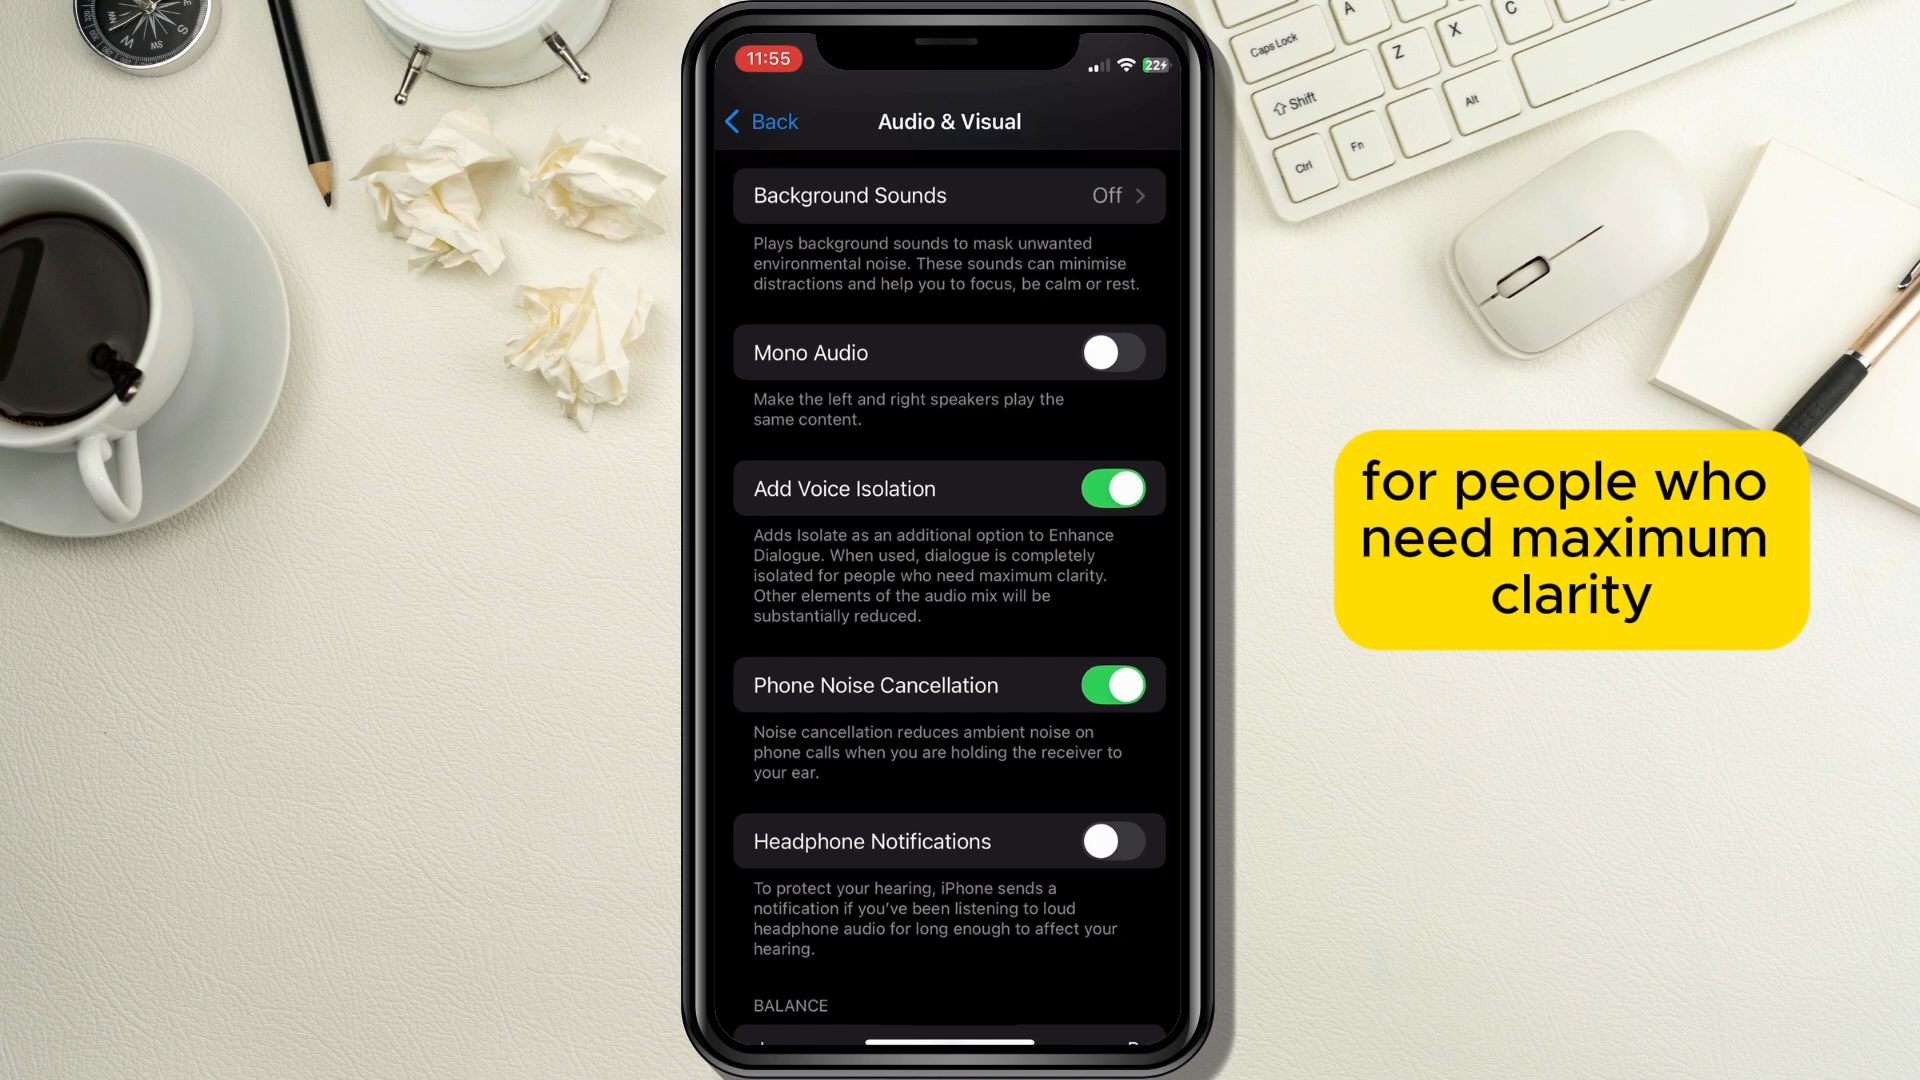 11:55
22
Back
Audio & Visual
Background Sounds
Off
Plays background sounds to mask unwanted
environmental noise. These sounds can minimise
distractions and help you to focus, be calm or rest.
Mono Audio
Make the left and right speakers play the
same content.
Add Voice Isolation
Adds Isolate as an additional option to Enhance
Dialogue. When used, dialogue is completely
isolated for people who need maximum clarity.
Other elements of the audio mix will be
substantially reduced.
Phone Noise Cancellation
Noise cancellation reduces ambient noise on
phone calls when you are holding the receiver to
your ear.
Headphone Notifications
To protect your hearing, iPhone sends a
notification if you've been listening to loud
headphone audio for long enough to affect your
hearing.
BALANCE
for people who
need maximum
clarity
Caps Lock
A
Z
X
C
Shift
Alt
Ctrl
Fn
W
SW
S